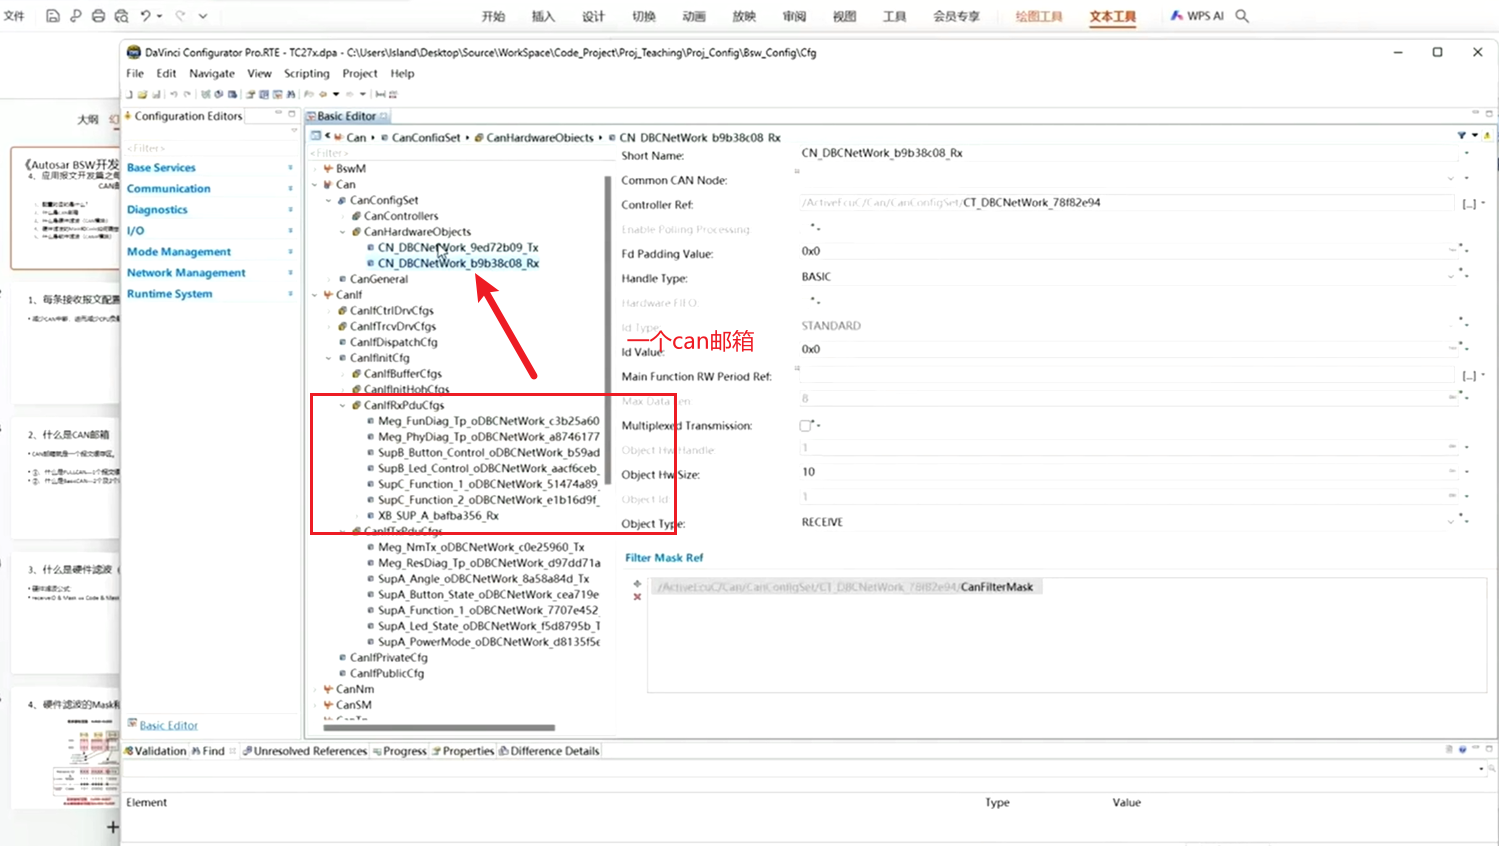 文件 开始 插入 设计 切换 动画 放映 审阅 视图 工具 会员专享 绘图工具 文本工具 WPS AI
DaVinci Configurator Pro.RTE - TC27x.dpa - C:\Users\Island\Desktop\Source\WorkSpace\Code_Project\Proj_Teaching\Proj_Config\Bsw_Config\Cfg
File Edit Navigate View Scripting Project Help
大纲
Configuration Editors
<Filter>
Base Services
Communication
Diagnostics
I/O
Mode Management
Network Management
Runtime System
Basic Editor
《Autosar BSW开发
1、每条接收报文配置
2、什么是CAN邮箱
3、什么是硬件滤波
4、硬件滤波的Mask和
Basic Editor
Can CanConfigSet CanHardwareObjects CN_DBCNetWork_b9b38c08_Rx
<Filter>
BswM
Can
CanConfigSet
CanControllers
CanHardwareObjects
CN_DBCNetWork_9ed72b09_Tx
CN_DBCNetWork_b9b38c08_Rx
CanGeneral
CanIf
CanIfCtrlDrvCfgs
CanIfTrcvDrvCfgs
CanIfDispatchCfg
CanIfInitCfg
CanIfBufferCfgs
CanIfInitHohCfgs
CanIfRxPduCfgs
Meg_FunDiag_Tp_oDBCNetWork_c3b25a60
Meg_PhyDiag_Tp_oDBCNetWork_a8746177
SupB_Button_Control_oDBCNetWork_b59ad
SupB_Led_Control_oDBCNetWork_aacf6ceb_
SupC_Function_1_oDBCNetWork_51474a89_
SupC_Function_2_oDBCNetWork_e1b16d9f_
XB_SUP_A_bafba356_Rx
CanIfTxPduCfgs
Meg_NmTx_oDBCNetWork_c0e25960_Tx
Meg_ResDiag_Tp_oDBCNetWork_d97dd71a
SupA_Angle_oDBCNetWork_8a58a84d_Tx
SupA_Button_State_oDBCNetWork_cea719e
SupA_Function_1_oDBCNetWork_7707e452_
SupA_Led_State_oDBCNetWork_f5d8795b_T
SupA_PowerMode_oDBCNetWork_d8135f5e
CanIfPrivateCfg
CanIfPublicCfg
CanNm
CanSM
一个can邮箱
Short Name: CN_DBCNetWork_b9b38c08_Rx
Common CAN Node:
Controller Ref: /ActiveEcuC/Can/CanConfigSet/CT_DBCNetWork_78f82e94 [...]
Enable Polling Processing:
Fd Padding Value: 0x0
Handle Type: BASIC
Hardware FIFO:
Id Type: STANDARD
Id Value: 0x0
Main Function RW Period Ref: [...]
Max Data Len: 8
Multiplexed Transmission:
Object Hw Handle: 1
Object Hw Size: 10
Object Id: 1
Object Type: RECEIVE
Filter Mask Ref
/ActiveEcuC/Can/CanConfigSet/CT_DBCNetWork_78f82e94/CanFilterMask
Validation Find Unresolved References Progress Properties Difference Details
Element Type Value